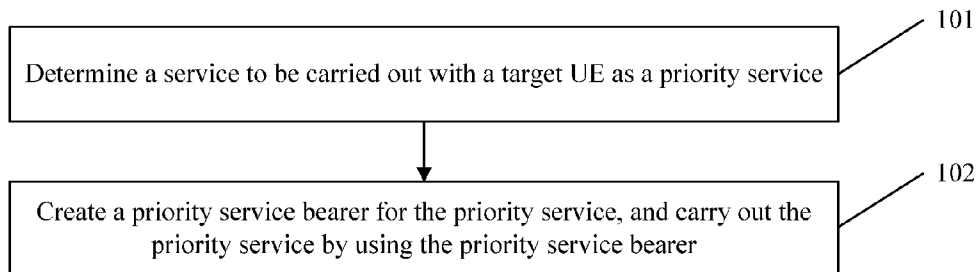 101
Determine a service to be carried out with a target UE as a priority service
102
Create a priority service bearer for the priority service, and carry out the
priority service by using the priority service bearer